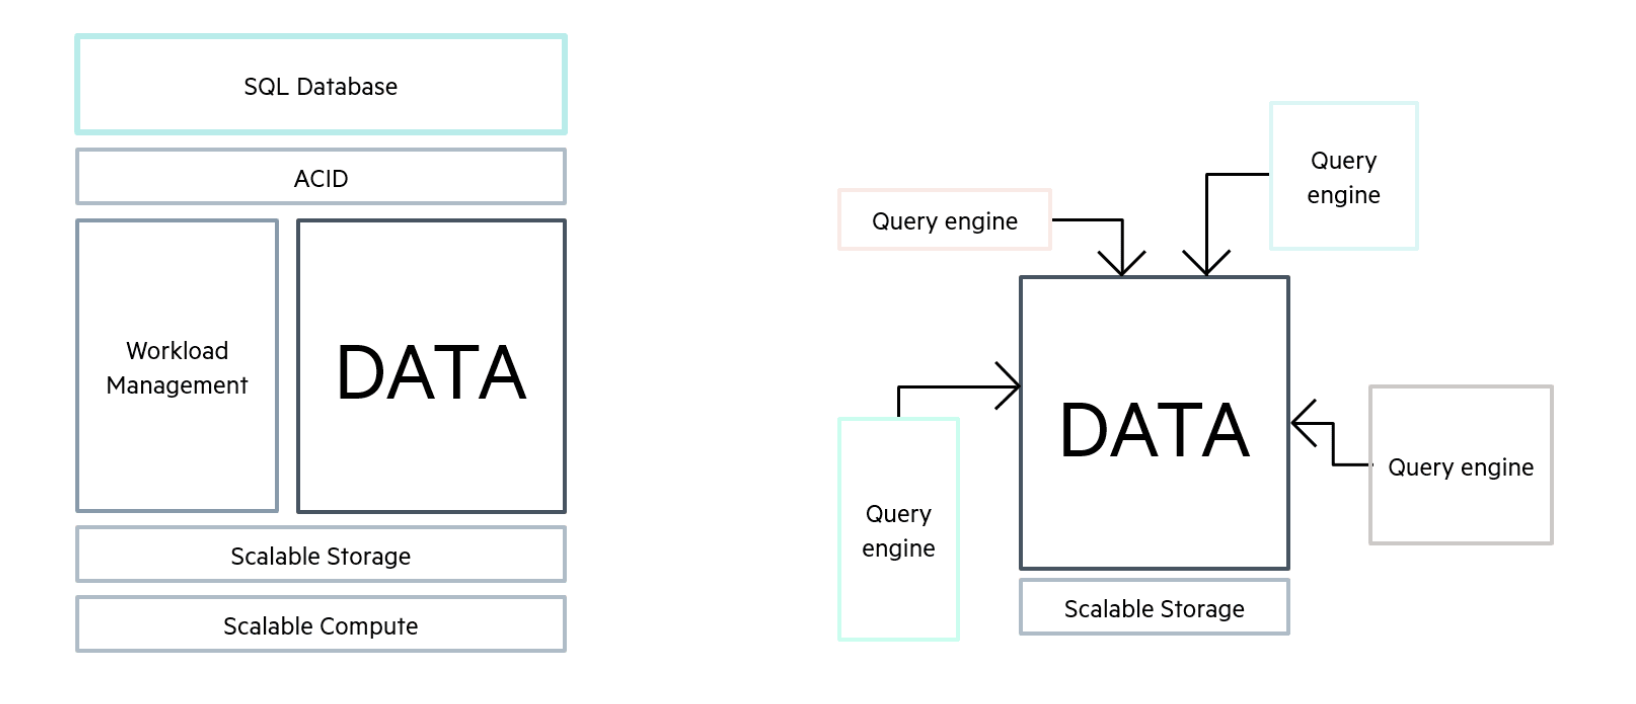 SQL Database
ACID
Workload
Management
DATA
Scalable Storage
Scalable Compute
Query engine
Query
engine
DATA
Query
engine
Query engine
Scalable Storage